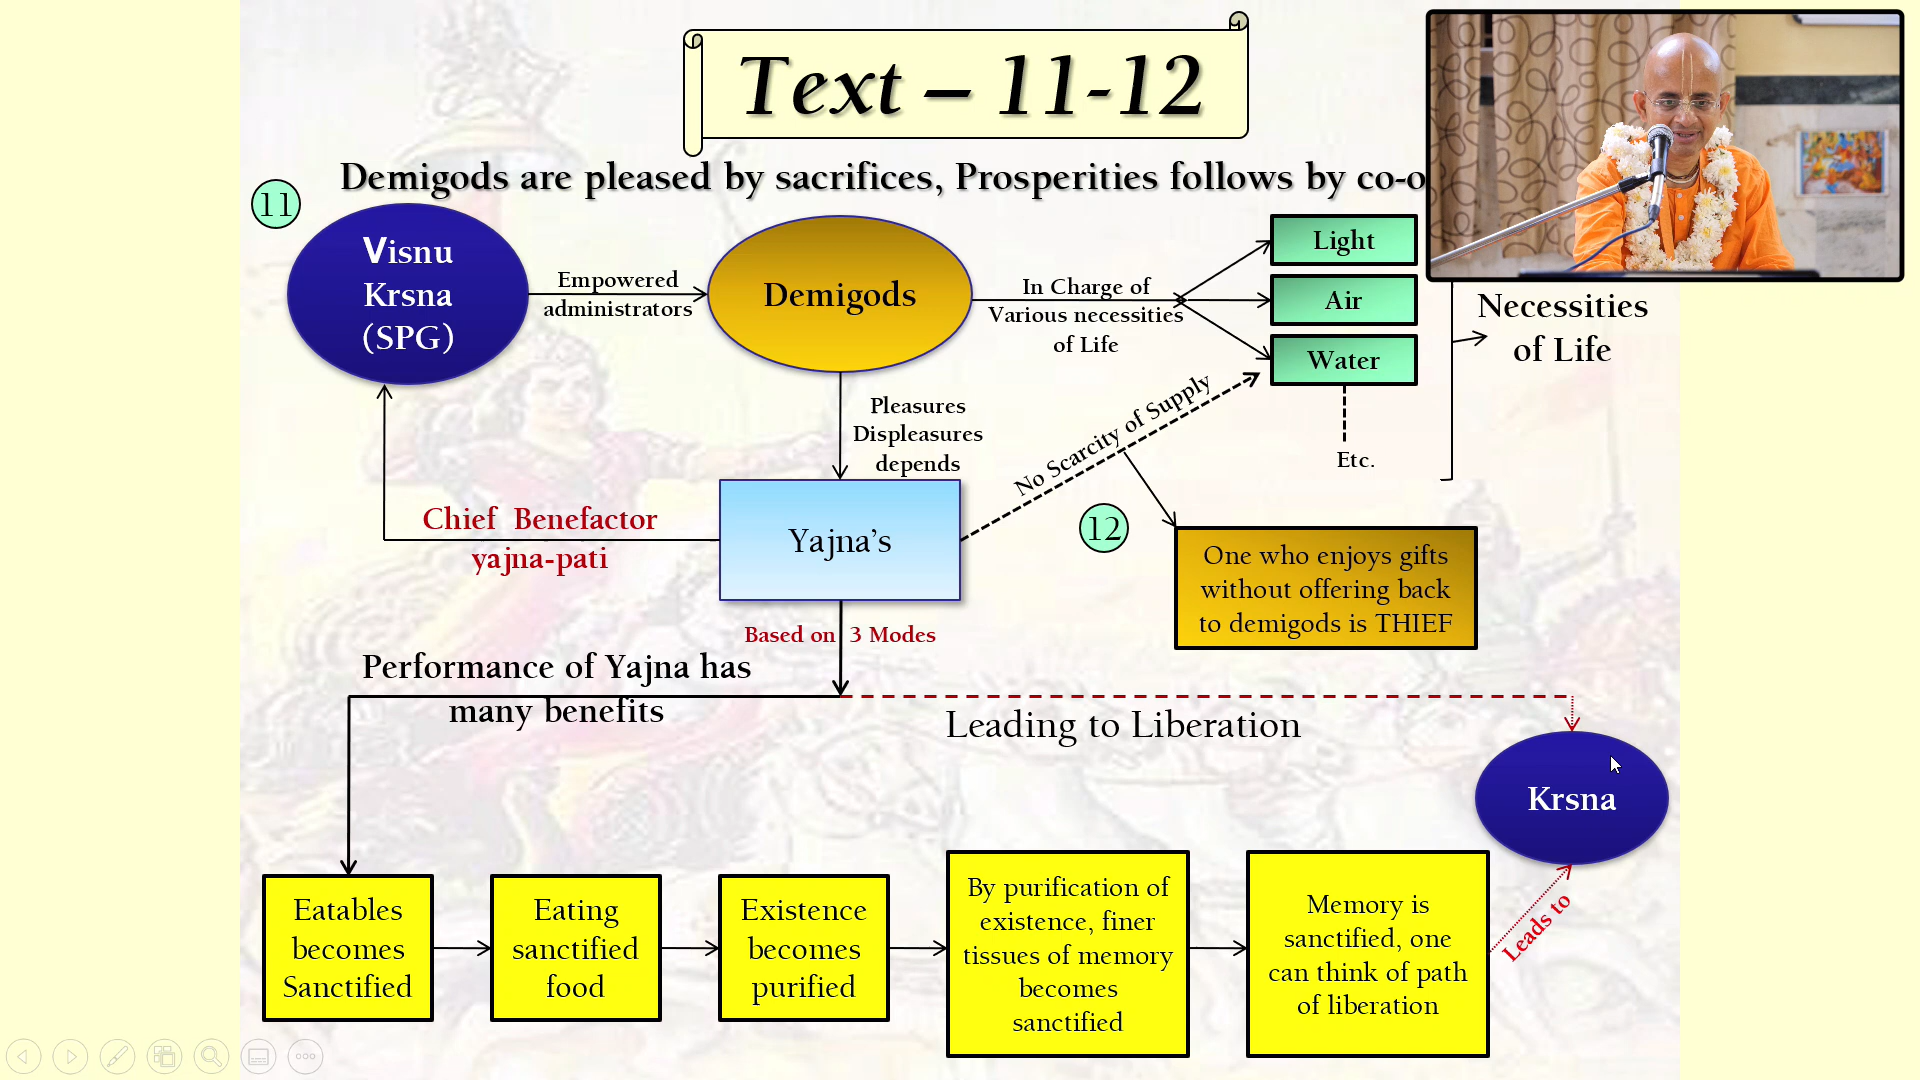 Text – 11-12
Demigods are pleased by sacrifices, Prosperities follows by co-o
11
Visnu
Krsna
(SPG)
Empowered
administrators
Demigods
In Charge of
Various necessities
of Life
Light
Air
Water
Etc.
Necessities
of Life
Pleasures
Displeasures
depends
No Scarcity of Supply
Chief Benefactor
yajna-pati
Yajna's
12
One who enjoys gifts
without offering back
to demigods is THIEF
Based on 3 Modes
Performance of Yajna has
many benefits
Leading to Liberation
Krsna
Eatables
becomes
Sanctified
Eating
sanctified
food
Existence
becomes
purified
By purification of
existence, finer
tissues of memory
becomes
sanctified
Memory is
sanctified, one
can think of path
of liberation
Leads to